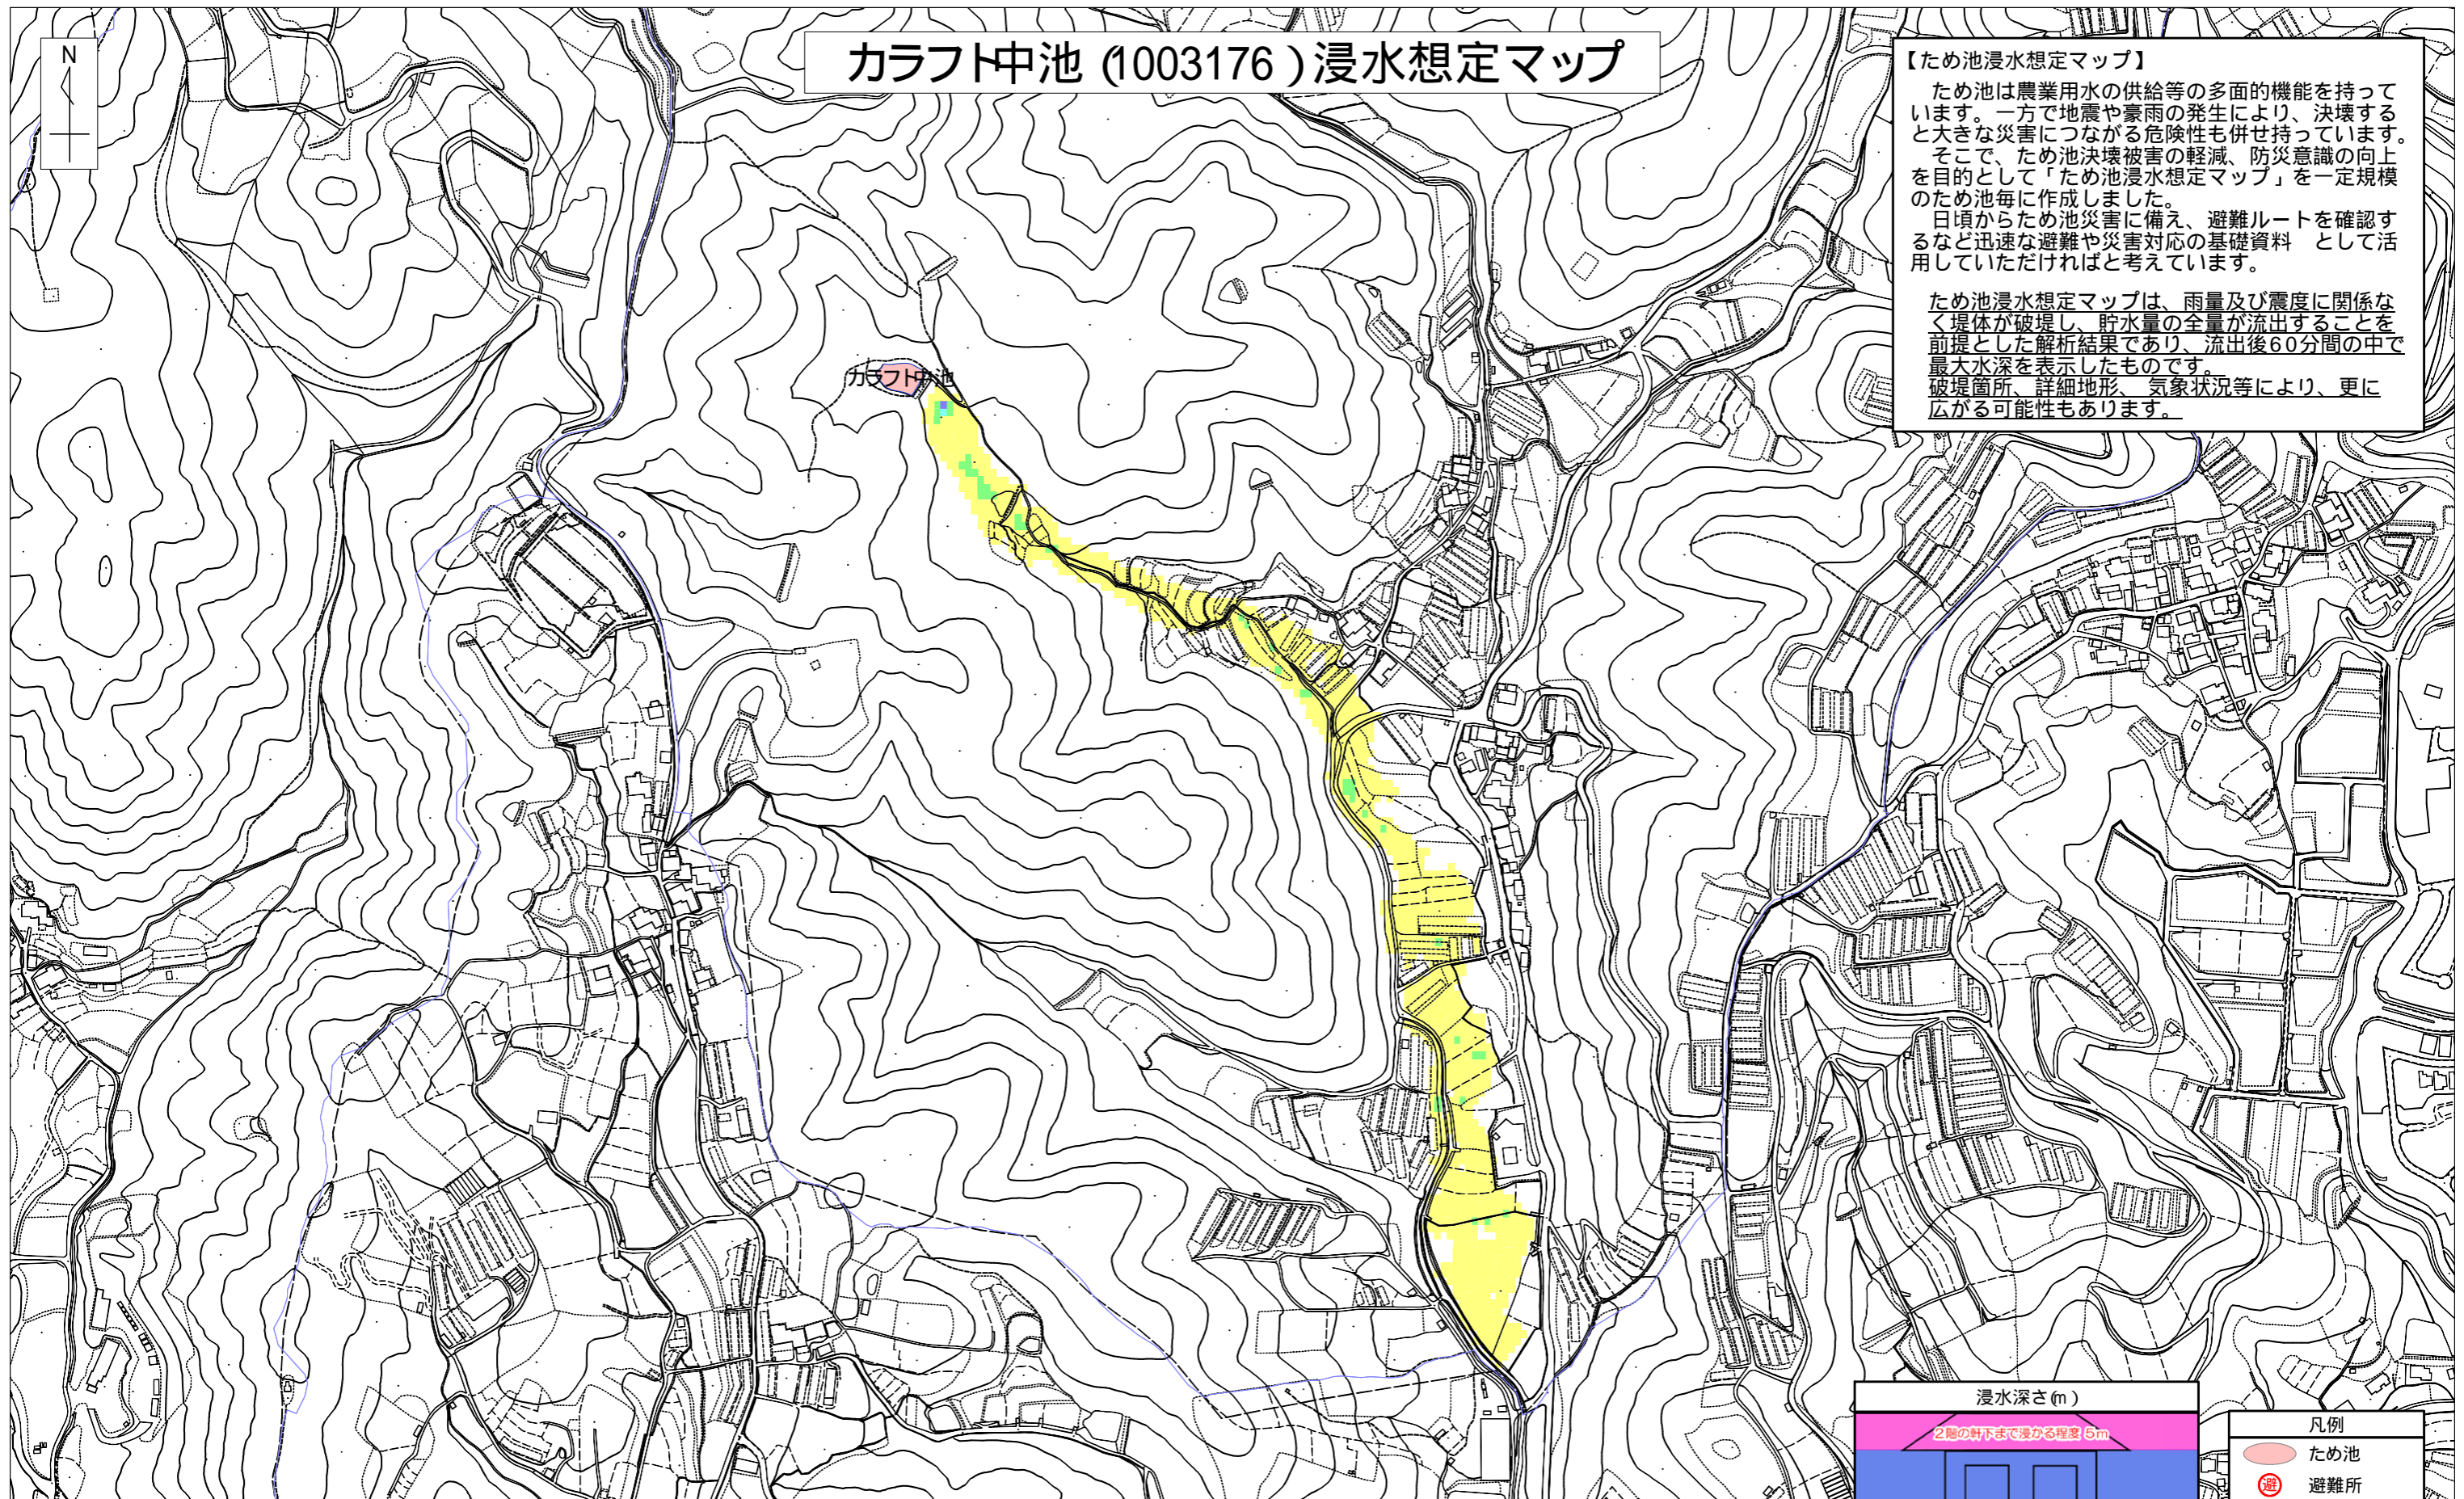 N
カラフト中池 (1003176) 浸水想定マップ
【ため池浸水想定マップ】
ため池は農業用水の供給等の多面的機能を持って
います。一方で地震や豪雨の発生により、決壊する
と大きな災害につながる危険性も併せ持っています。
そこで、ため池決壊被害の軽減、防災意識の向上
を目的として「ため池浸水想定マップ」を一定規模
のため池毎に作成しました。
日頃からため池災害に備え、避難ルートを確認す
るなど迅速な避難や災害対応の基礎資料　として活
用していただければと考えています。
ため池浸水想定マップは、雨量及び震度に関係な
く堤体が破堤し、貯水量の全量が流出することを
前提とした解析結果であり、流出後60分間の中で
最大水深を表示したものです。
破堤箇所、詳細地形、 気象状況等により、更に
広がる可能性もあります。
カラフト中池
浸水深さ(m)
2階の軒下まで浸かる程度 5m
凡例
ため池
避 避難所